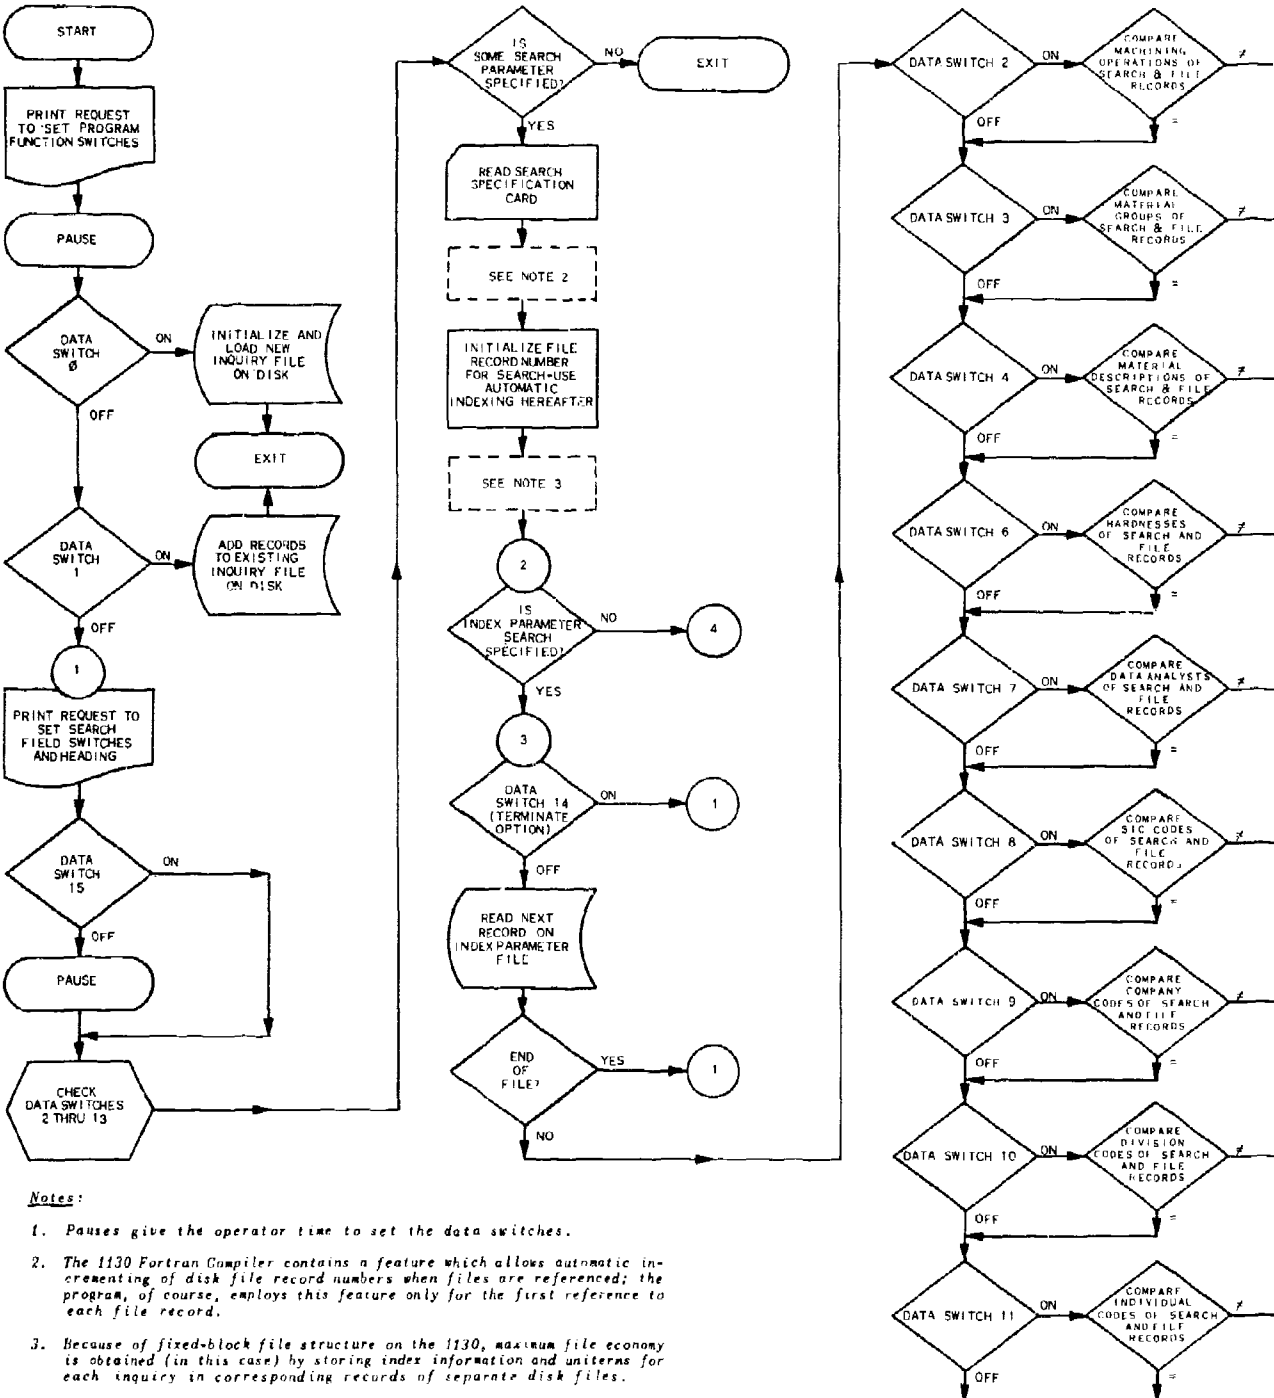 START
PRINT REQUEST
TO SET PROGRAM
FUNCTION SWITCHES
PAUSE
DATA
SWITCH
Ø
ON
OFF
INITIALIZE AND
LOAD NEW
INQUIRY FILE
ON DISK
EXIT
DATA
SWITCH
1
ON
OFF
ADD RECORDS
TO EXISTING
INQUIRY FILE
ON DISK
1
PRINT REQUEST TO
SET SEARCH
FIELD SWITCHES
AND HEADING
DATA
SWITCH
15
ON
OFF
PAUSE
CHECK
DATA SWITCHES
2 THRU 13
IS
SOME SEARCH
PARAMETER
SPECIFIED?
NO
EXIT
YES
READ SEARCH
SPECIFICATION
CARD
SEE NOTE 2
INITIALIZE FILE
RECORD NUMBER
FOR SEARCH-USE
AUTOMATIC
INDEXING HEREAFTER
SEE NOTE 3
2
IS
INDEX PARAMETER
SEARCH
SPECIFIED?
NO
4
YES
3
DATA
SWITCH 14
(TERMINATE
OPTION)
ON
1
OFF
READ NEXT
RECORD ON
INDEX PARAMETER
FILE
END
OF
FILE?
YES
1
NO
DATA SWITCH 2
ON
OFF
COMPARE
MACHINING
OPERATIONS OF
SEARCH & FILE
RECORDS
≠
=
DATA SWITCH 3
ON
OFF
COMPARE
MATERIAL
GROUPS OF
SEARCH & FILE
RECORDS
≠
=
DATA SWITCH 4
ON
OFF
COMPARE
MATERIAL
DESCRIPTIONS OF
SEARCH & FILE
RECORDS
≠
=
DATA SWITCH 6
ON
OFF
COMPARE
HARDNESSES
OF SEARCH AND
FILE
RECORDS
≠
=
DATA SWITCH 7
ON
OFF
COMPARE
DATA ANALYSTS
OF SEARCH AND
FILE
RECORDS
≠
=
DATA SWITCH 8
ON
OFF
COMPARE
SIC CODES
OF SEARCH AND
FILE
RECORDS
≠
=
DATA SWITCH 9
ON
OFF
COMPARE
COMPANY
CODES OF SEARCH
AND FILE
RECORDS
≠
=
DATA SWITCH 10
ON
OFF
COMPARE
DIVISION
CODES OF SEARCH
AND FILE
RECORDS
≠
=
DATA SWITCH 11
ON
OFF
COMPARE
INDIVIDUAL
CODES OF SEARCH
AND FILE
RECORDS
≠
=
Notes:
1. Pauses give the operator time to set the data switches.
2. The 1130 Fortran Compiler contains a feature which allows automatic in-
crementing of disk file record numbers when files are referenced; the
program, of course, employs this feature only for the first reference to
each file record.
3. Because of fixed-block file structure on the 1130, maximum file economy
is obtained (in this case) by storing index information and uniterms for
each inquiry in corresponding records of separate disk files.